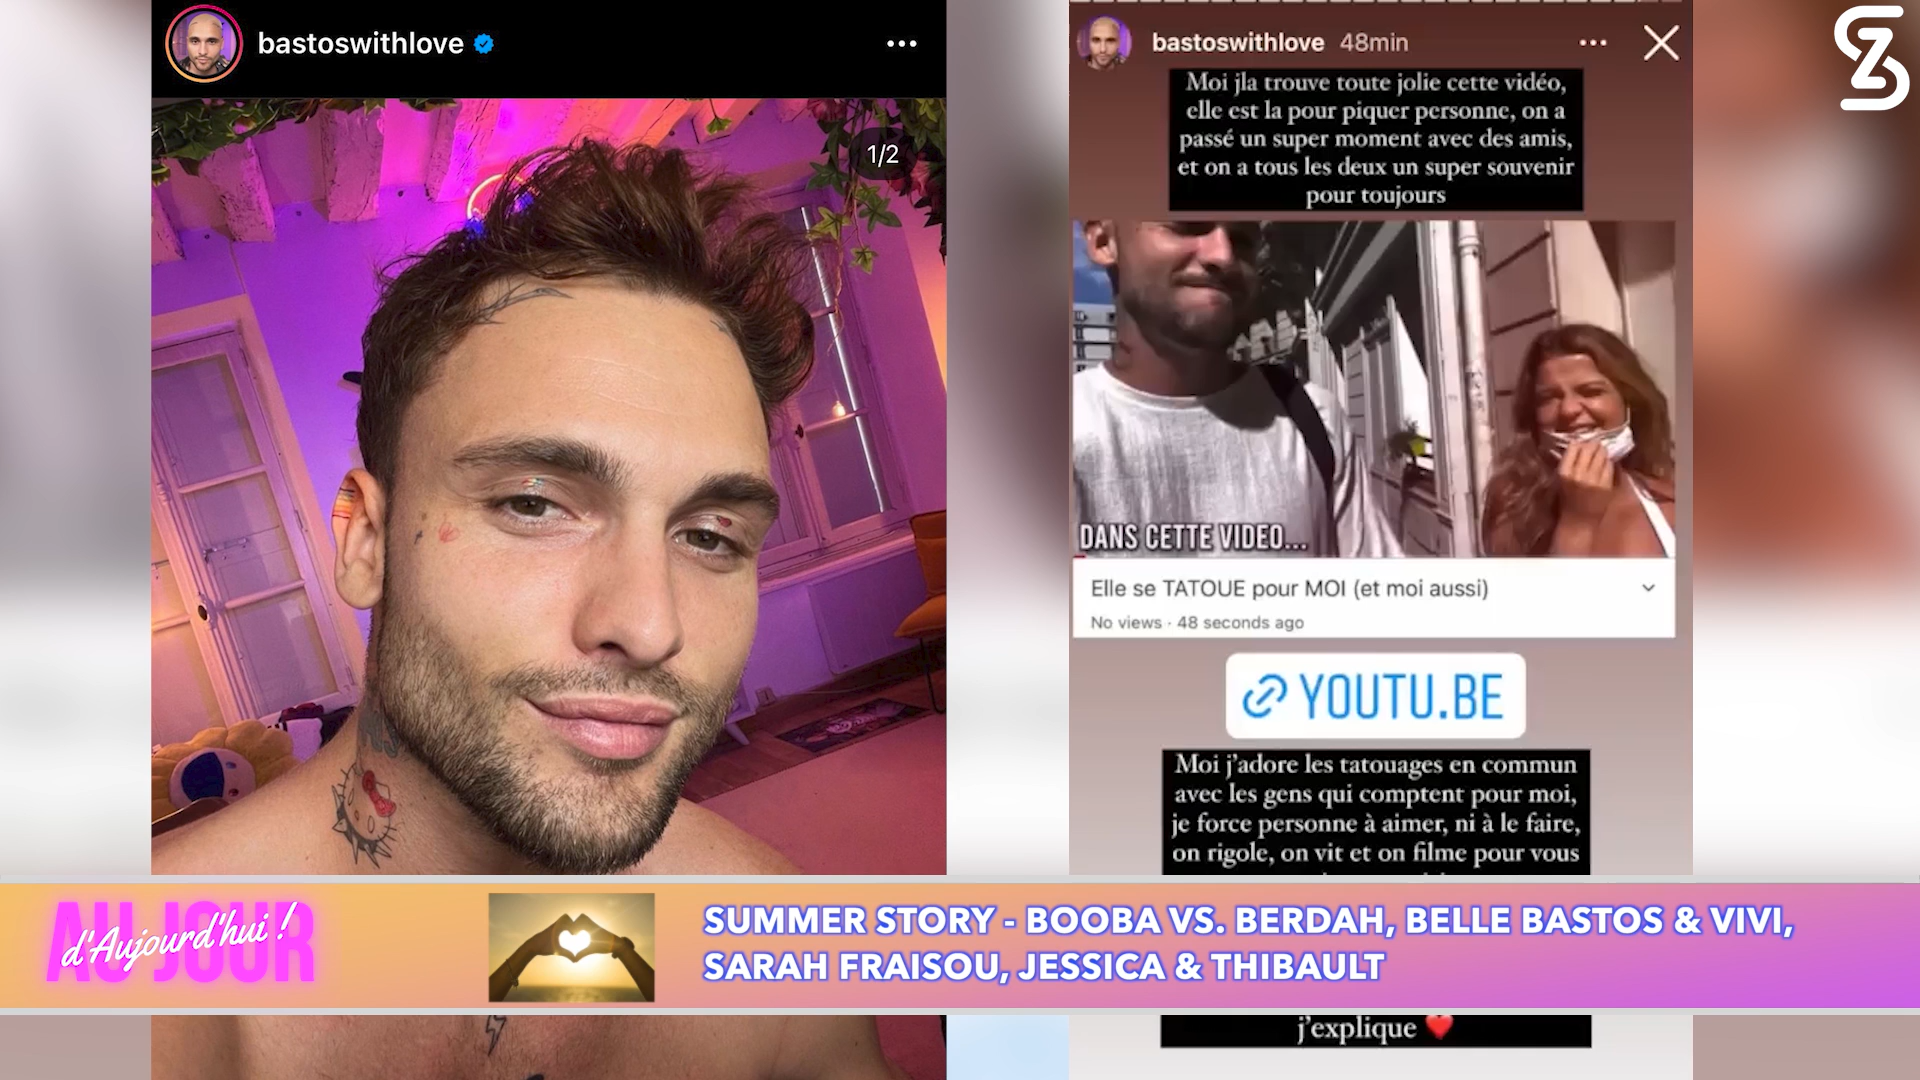 bastoswithlove
1/2
bastoswithlove 48min
Moi jla trouve toute jolie cette vidéo,
elle est la pour piquer personne, on a
passé un super moment avec des amis,
et on a tous les deux un super souvenir
pour toujours
DANS CETTE VIDEO...
Elle se TATOUE pour MOI (et moi aussi)
No views · 48 seconds ago
YOUTU.BE
Moi j'adore les tatouages en commun
avec les gens qui comptent pour moi,
je force personne à aimer, ni à le faire,
on rigole, on vit et on filme pour vous
j'explique ❤️
AU JOUR
d'Aujourd'hui !
SUMMER STORY - BOOBA VS. BERDAH, BELLE BASTOS & VIVI,
SARAH FRAISOU, JESSICA & THIBAULT